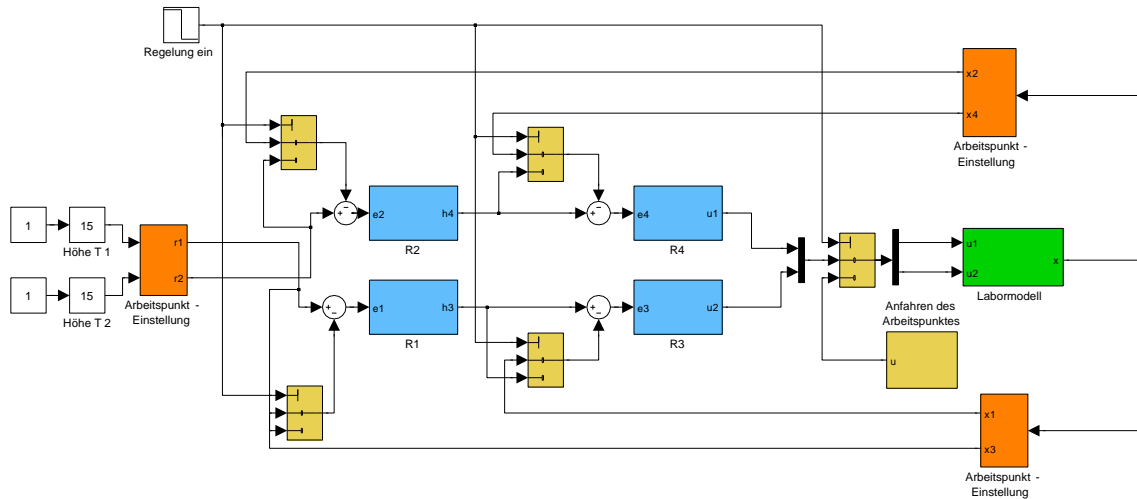 Regelung ein
x2
x4
Arbeitspunkt -
Einstellung
1
15
Höhe T 1
1
15
Höhe T 2
r1
r2
Arbeitspunkt -
Einstellung
+
−
e2
h4
R2
+
−
e4
u1
R4
+
−
e1
h3
R1
+
−
e3
u2
R3
u1
u2
x
Labormodell
Anfahren des
Arbeitspunktes
u
x1
x3
Arbeitspunkt -
Einstellung